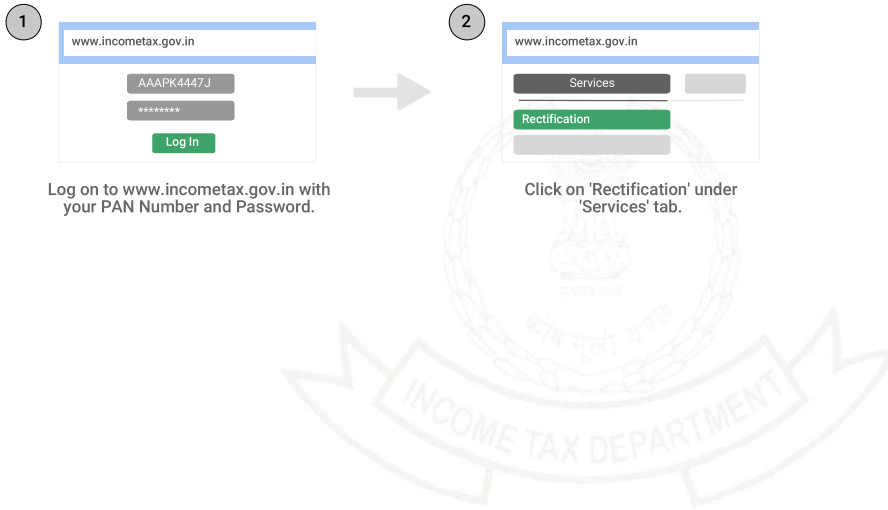 1
www.incometax.gov.in
AAAPK4447J
********
Log In
Log on to www.incometax.gov.in with
your PAN Number and Password.
2
www.incometax.gov.in
Services
Rectification
Click on 'Rectification' under
'Services' tab.
कोष मूलो दण्ड
INCOME TAX DEPARTMENT